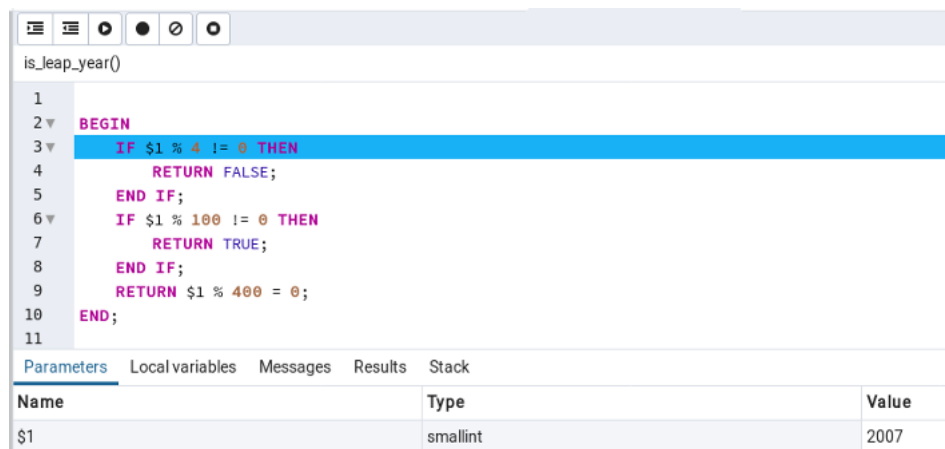 is_leap_year()
1
2 BEGIN
3 IF $1 % 4 != 0 THEN
4 RETURN FALSE;
5 END IF;
6 IF $1 % 100 != 0 THEN
7 RETURN TRUE;
8 END IF;
9 RETURN $1 % 400 = 0;
10 END;
11
Parameters Local variables Messages Results Stack
Name Type Value
$1 smallint 2007